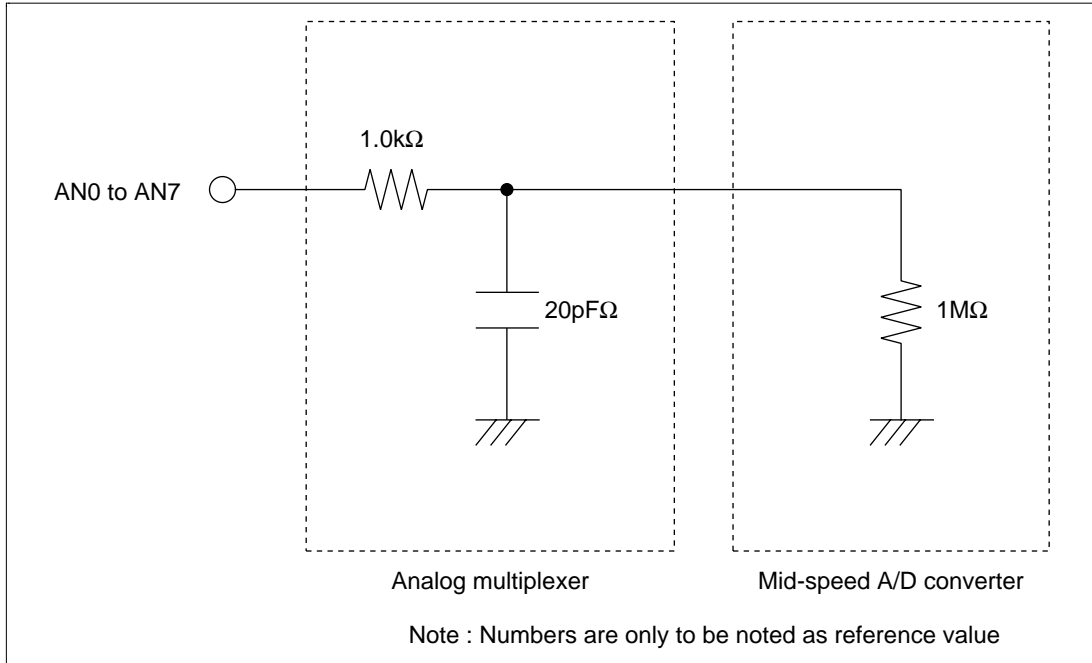 1.0kΩ
AN0 to AN7
20pFΩ
1MΩ
Analog multiplexer
Mid-speed A/D converter
Note : Numbers are only to be noted as reference value